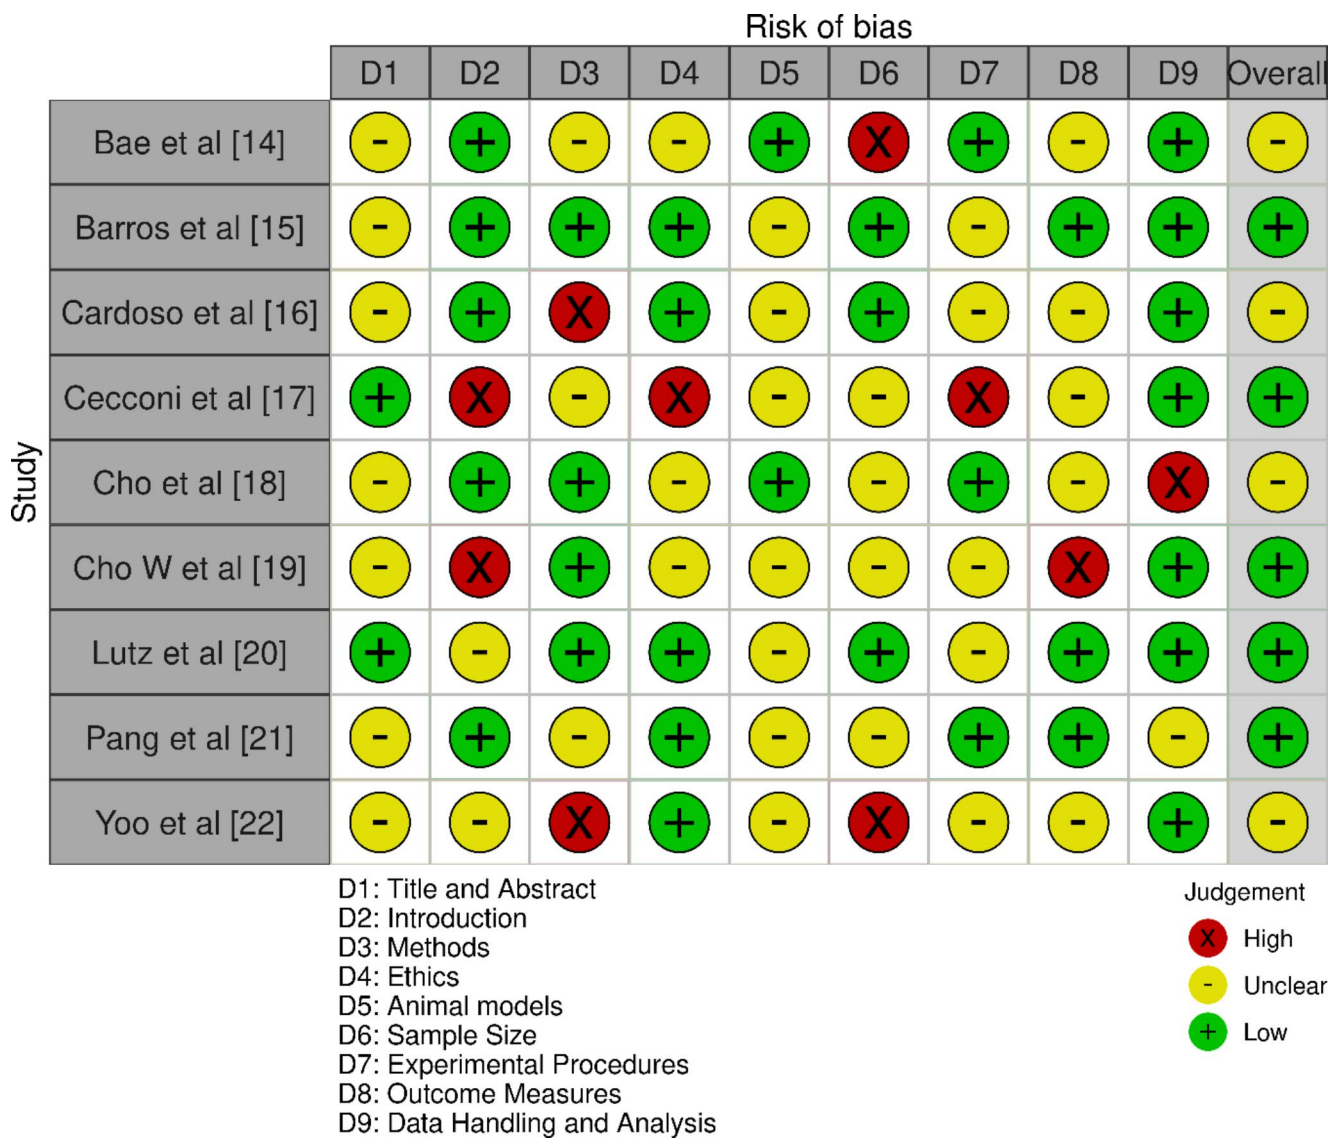 Risk of bias
D1 D2 D3 D4 D5 D6 D7 D8 D9 Overall
Study
Bae et al [14] - + - - + X + - + -
Barros et al [15] - + + + - + - + + +
Cardoso et al [16] - + X + - + - - + -
Cecconi et al [17] + X - X - - X - + +
Cho et al [18] - + + - + - + - X -
Cho W et al [19] - X + - - - - X + +
Lutz et al [20] + - + + - + - + + +
Pang et al [21] - + - + - - + + - +
Yoo et al [22] - - X + - X - - + -
D1: Title and Abstract
D2: Introduction
D3: Methods
D4: Ethics
D5: Animal models
D6: Sample Size
D7: Experimental Procedures
D8: Outcome Measures
D9: Data Handling and Analysis
Judgement
X High
- Unclear
+ Low